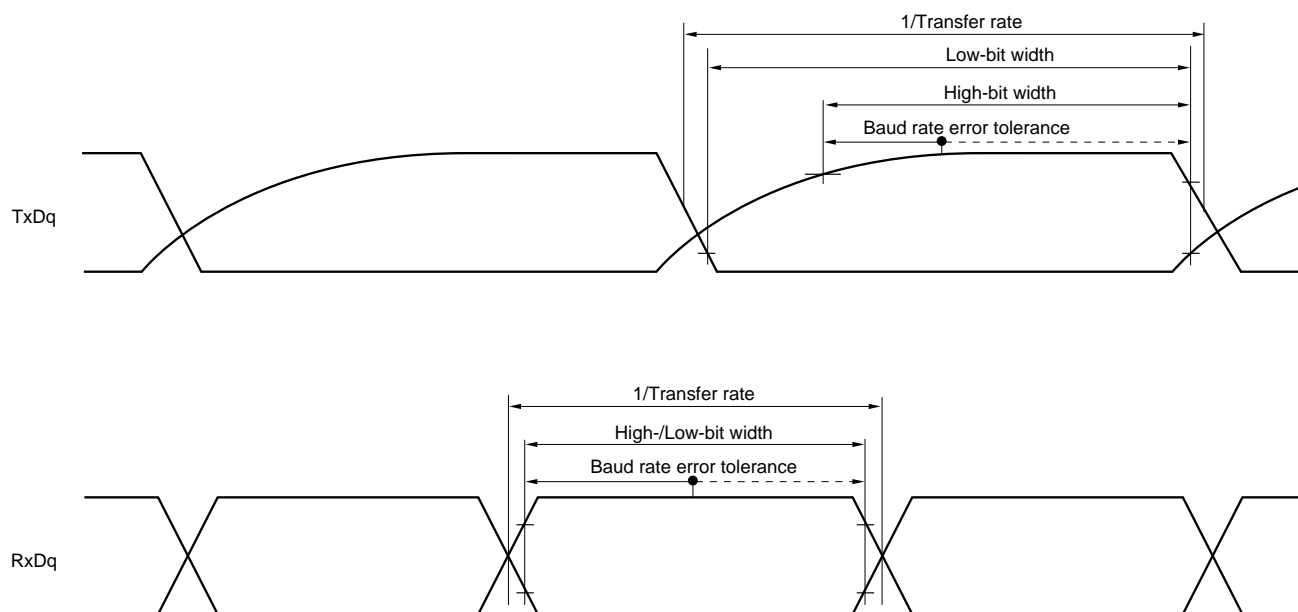 1/Transfer rate
Low-bit width
High-bit width
Baud rate error tolerance
TxDq
1/Transfer rate
High-/Low-bit width
Baud rate error tolerance
RxDq